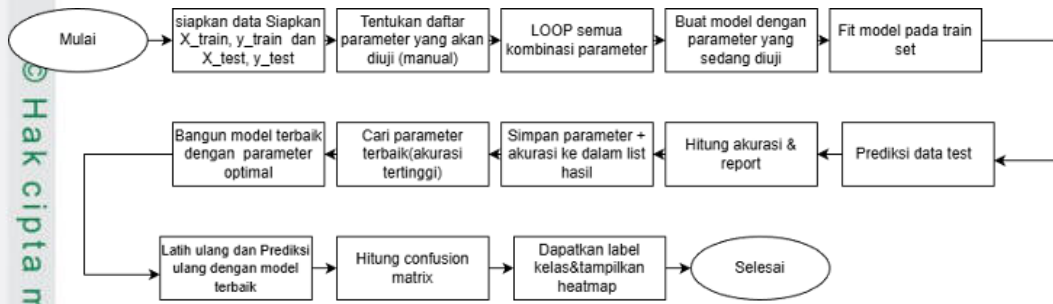 Mulai
siapkan data Siapkan
X_train, y_train dan
X_test, y_test
Tentukan daftar
parameter yang akan
diuji (manual)
LOOP semua
kombinasi parameter
Buat model dengan
parameter yang
sedang diuji
Fit model pada train
set
Prediksi data test
Hitung akurasi &
report
Simpan parameter +
akurasi ke dalam list
hasil
Cari parameter
terbaik(akurasi
tertinggi)
Bangun model terbaik
dengan parameter
optimal
Latih ulang dan Prediksi
ulang dengan model
terbaik
Hitung confusion
matrix
Dapatkan label
kelas&tampilkan
heatmap
Selesai
© Hak cipta m